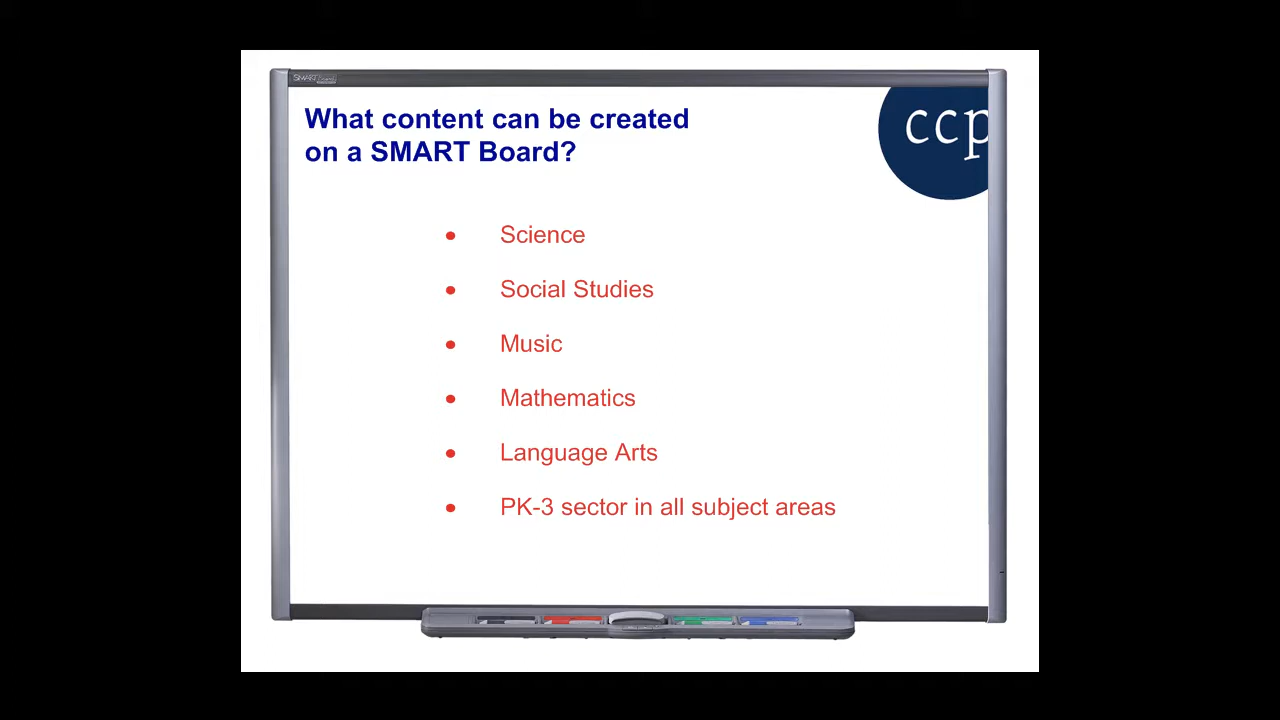 SMART
What content can be created
on a SMART Board?
ccp
• Science
• Social Studies
• Music
• Mathematics
• Language Arts
• PK-3 sector in all subject areas